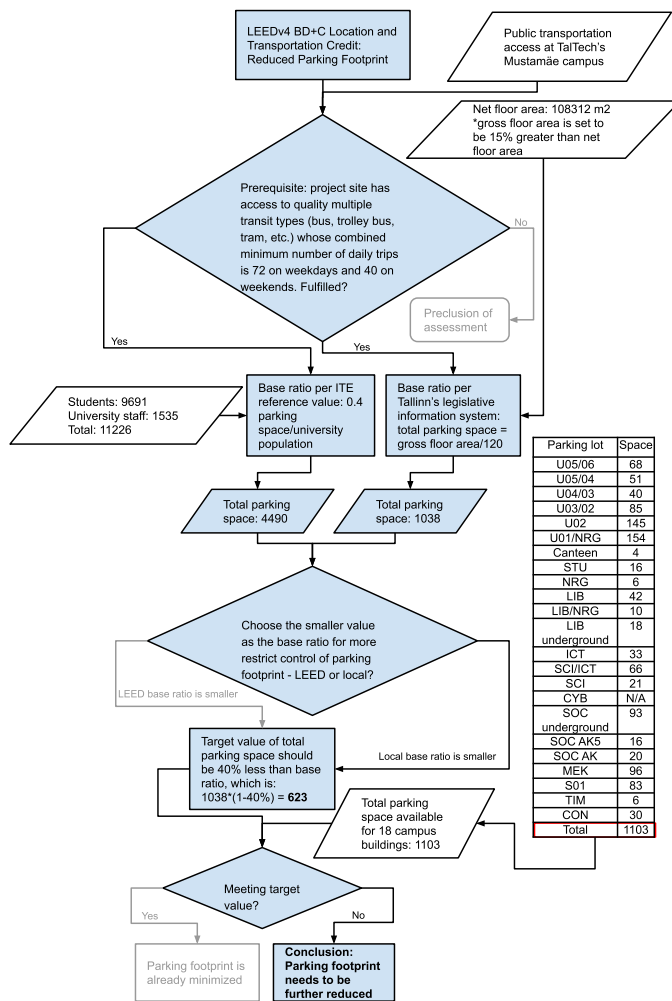 LEEDv4 BD+C Location and
Transportation Credit:
Reduced Parking Footprint
Public transportation
access at TalTech's
Mustamäe campus
Net floor area: 108312 m2
*gross floor area is set to
be 15% greater than net
floor area
Prerequisite: project site has
access to quality multiple
transit types (bus, trolley bus,
tram, etc.) whose combined
minimum number of daily trips
is 72 on weekdays and 40 on
weekends. Fulfilled?
No
Preclusion of
assessment
Yes
Yes
Students: 9691
University staff: 1535
Total: 11226
Base ratio per ITE
reference value: 0.4
parking
space/university
population
Base ratio per
Tallinn's legislative
information system:
total parking space =
gross floor area/120
Total parking
space: 4490
Total parking
space: 1038
Choose the smaller value
as the base ratio for more
restrict control of parking
footprint - LEED or local?
LEED base ratio is smaller
Local base ratio is smaller
Target value of total
parking space should
be 40% less than base
ratio, which is:
1038*(1-40%) = 623
Total parking
space available
for 18 campus
buildings: 1103
Meeting target
value?
Yes
No
Parking footprint is
already minimized
Conclusion:
Parking footprint
needs to be
further reduced
Parking lot Space
U05/06 68
U05/04 51
U04/03 40
U03/02 85
U02 145
U01/NRG 154
Canteen 4
STU 16
NRG 6
LIB 42
LIB/NRG 10
LIB 18
underground
ICT 33
SCI/ICT 66
SCI 21
CYB N/A
SOC 93
underground
SOC AK5 16
SOC AK 20
MEK 96
S01 83
TIM 6
CON 30
Total 1103